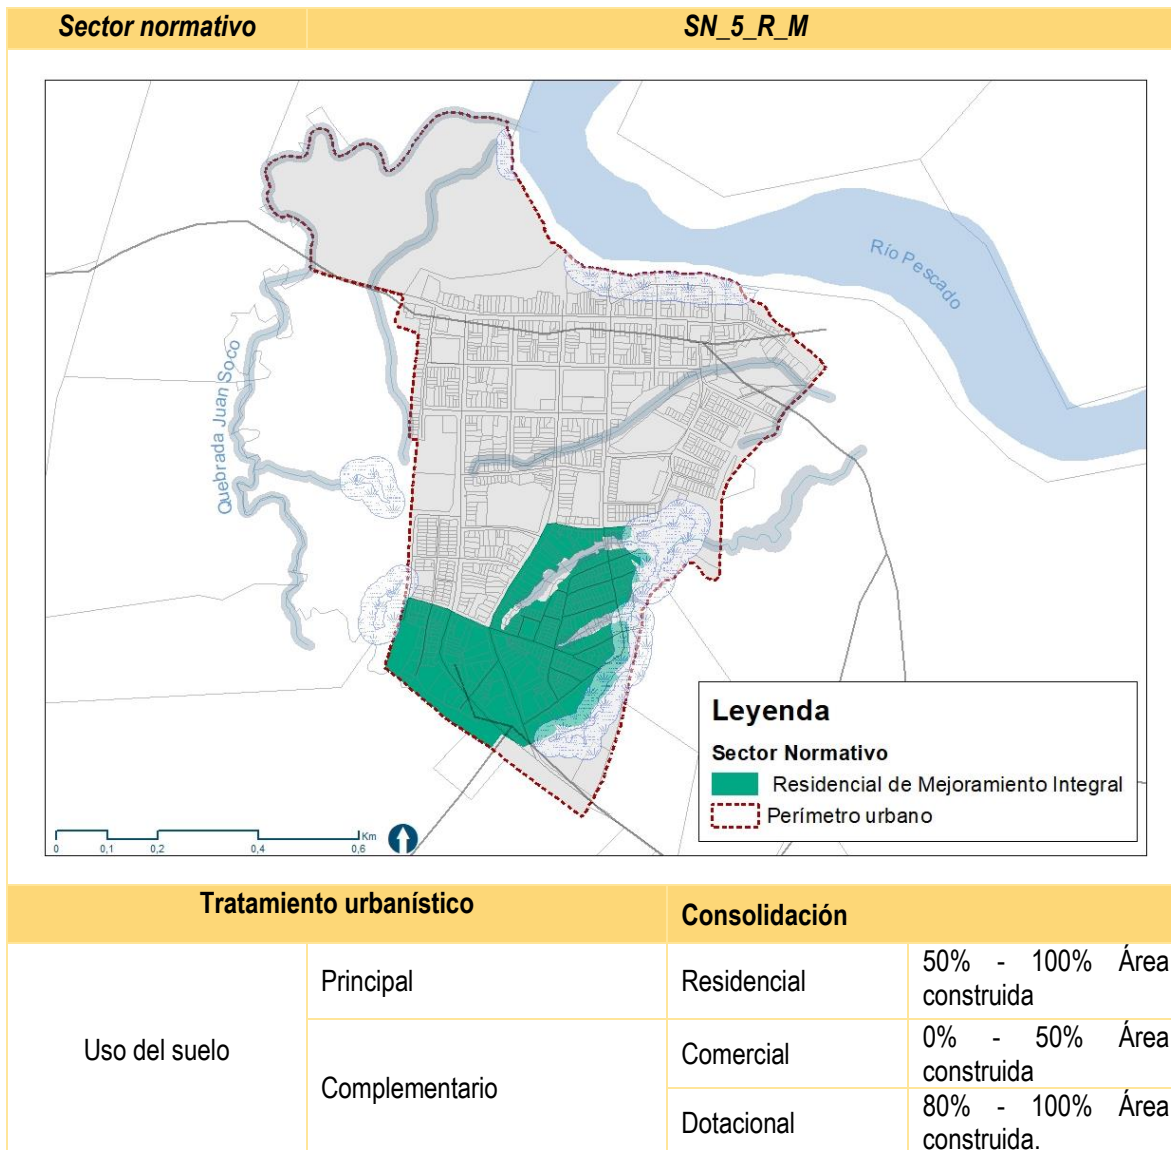 Sector normativo SN_5_R_M
Río Pescado
Quebrada Juan Soco
Leyenda
Sector Normativo
Residencial de Mejoramiento Integral
Perímetro urbano
Km
0 0,1 0,2 0,4 0,6
Tratamiento urbanístico Consolidación
Uso del suelo
Principal
Residencial
50% - 100% Área
construida
Complementario
Comercial
0% - 50% Área
construida
Dotacional
80% - 100% Área
construida.